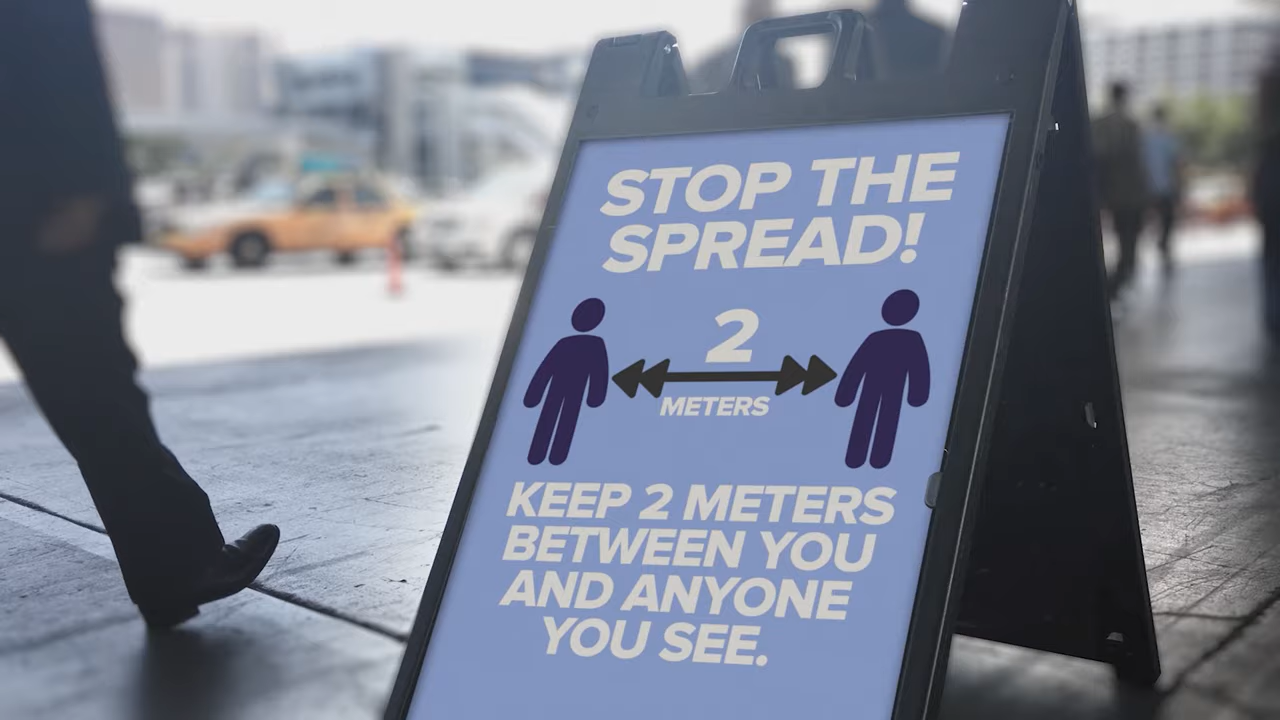 STOP THE
SPREAD!
2
METERS
KEEP 2 METERS
BETWEEN YOU
AND ANYONE
YOU SEE.